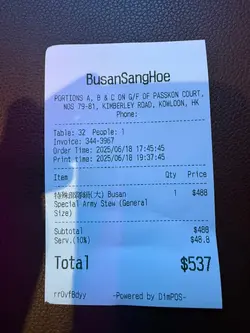 BusanSangHoe
PORTIONS A, B & C ON G/F OF PASSKON COURT,
NOS 79-81, KIMBERLEY ROAD, KOWLOON, HK
Phone:
Table: 32 People: 1
Invoice: 344-3967
Order Time: 2025/06/18 17:45:45
Print time: 2025/06/18 19:37:45
Item Qty Price
(大) Busan 1 $488
Special Army Stew (General
Size)
Subtotal $488
Serv.(10%) $48.8
Total $537
rrOvfBdyy -Powered by DimPOS-